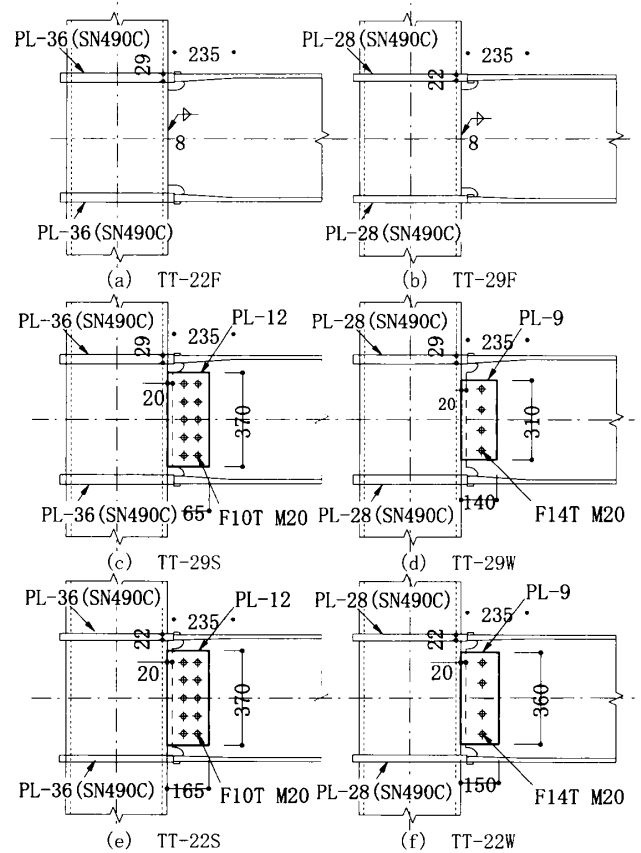 PL-36(SN490C)
29
235
8
PL-36(SN490C)
(a) TT-22F
PL-28(SN490C)
22
235
8
PL-28(SN490C)
(b) TT-29F
PL-36(SN490C)
29
235
PL-12
20
370
PL-36(SN490C)
65
F10T M20
(c) TT-29S
PL-28(SN490C)
29
235
PL-9
20
310
PL-28(SN490C)
140
F14T M20
(d) TT-29W
PL-36(SN490C)
22
235
PL-12
20
370
PL-36(SN490C)
165
F10T M20
(e) TT-22S
PL-28(SN490C)
22
235
PL-9
20
360
PL-28(SN490C)
150
F14T M20
(f) TT-22W